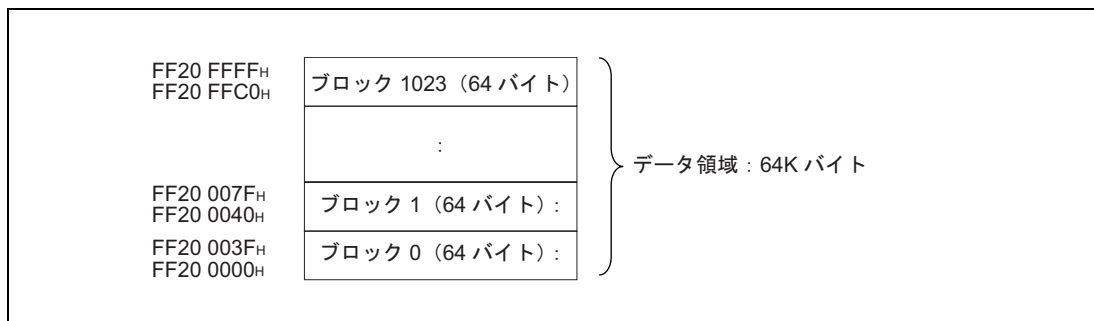 FF20 FFFFH
FF20 FFC0H
ブロック 1023（64 バイト）
:
データ領域：64K バイト
FF20 007FH
FF20 0040H
ブロック 1（64 バイト）:
FF20 003FH
FF20 0000H
ブロック 0（64 バイト）: